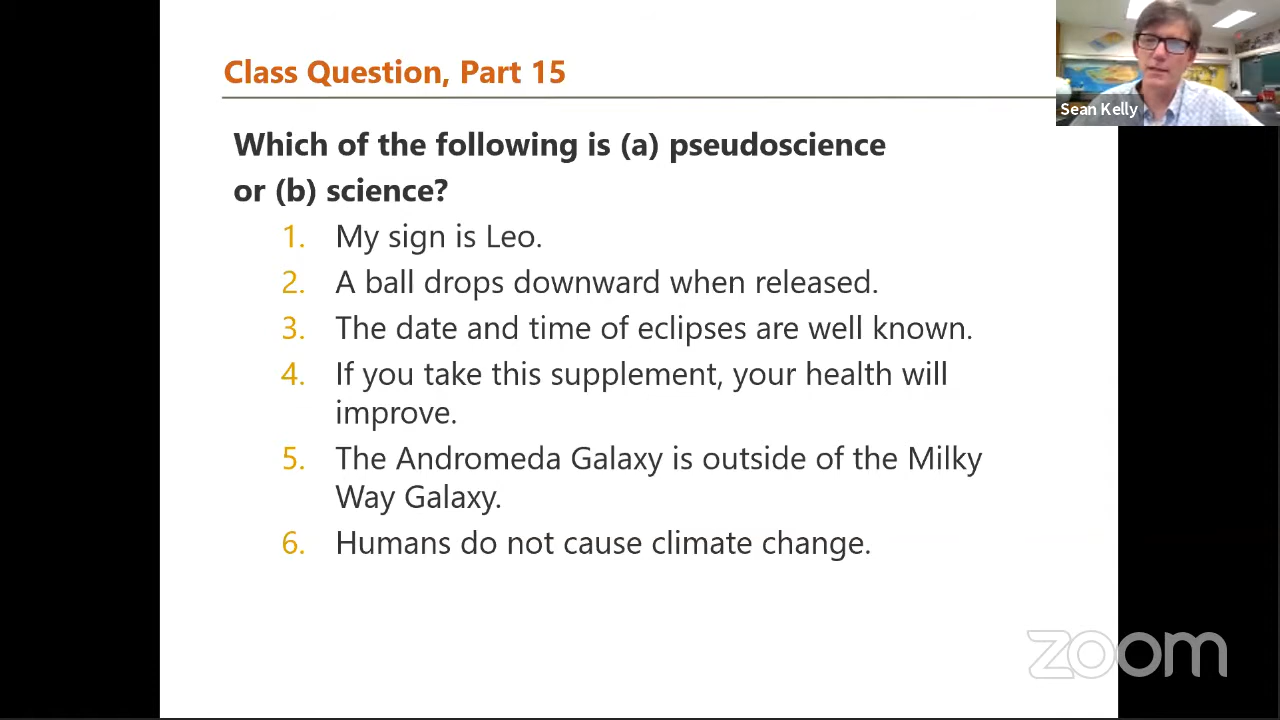 Class Question, Part 15
Sean Kelly
Which of the following is (a) pseudoscience
or (b) science?
1. My sign is Leo.
2. A ball drops downward when released.
3. The date and time of eclipses are well known.
4. If you take this supplement, your health will
improve.
5. The Andromeda Galaxy is outside of the Milky
Way Galaxy.
6. Humans do not cause climate change.
zoom